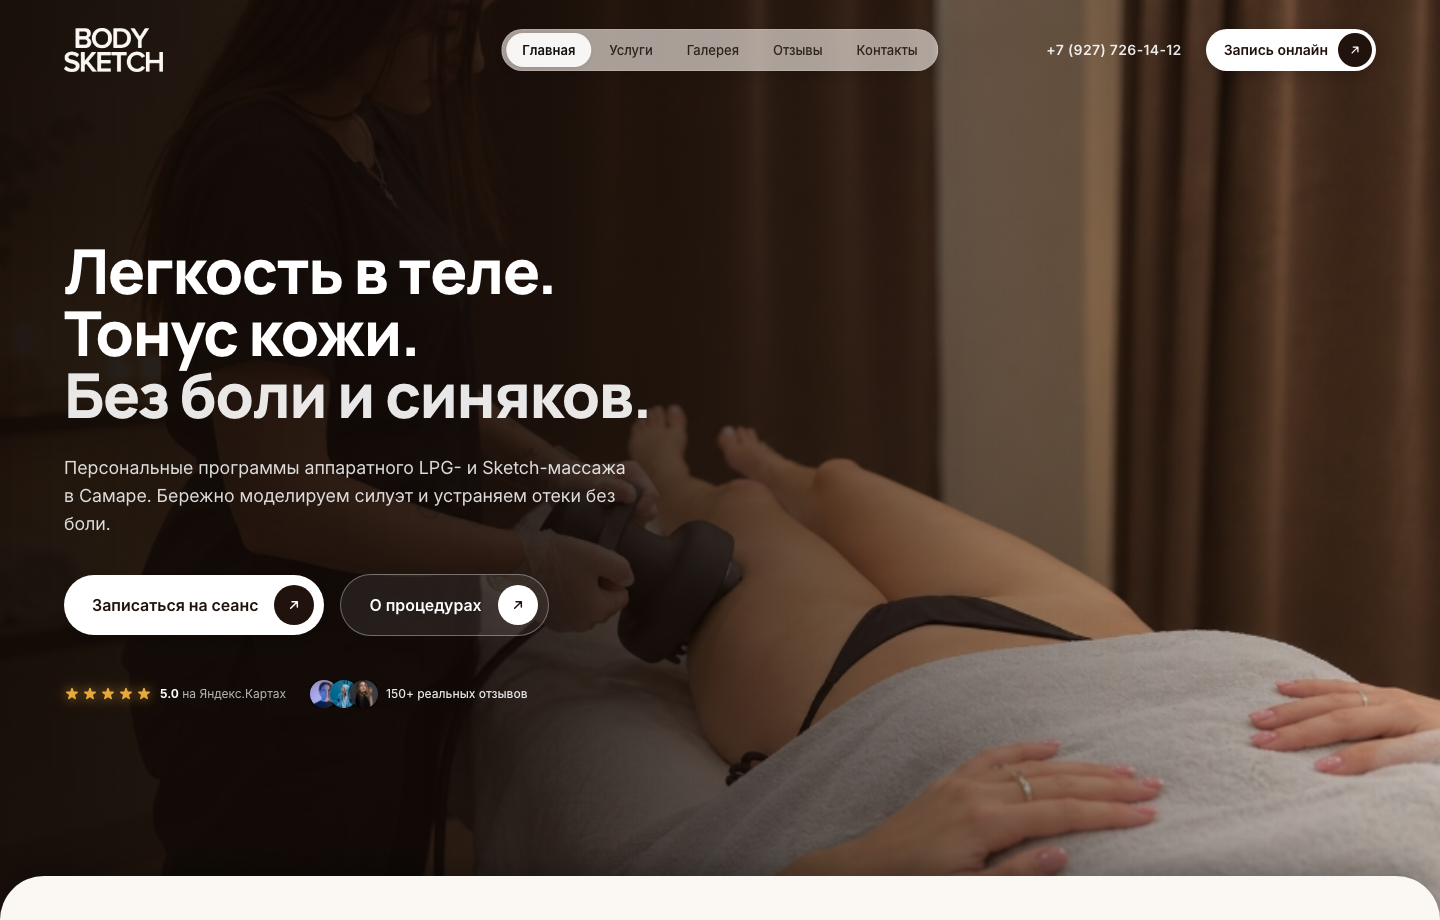 BODY
SKETCH
Главная
Услуги
Галерея
Отзывы
Контакты
+7 (927) 726-14-12
Запись онлайн
Легкость в теле.
Тонус кожи.
Без боли и синяков.
Персональные программы аппаратного LPG- и Sketch-массажа
в Самаре. Бережно моделируем силуэт и устраняем отеки без
боли.
Записаться на сеанс
О процедурах
5.0 на Яндекс.Картах
150+ реальных отзывов